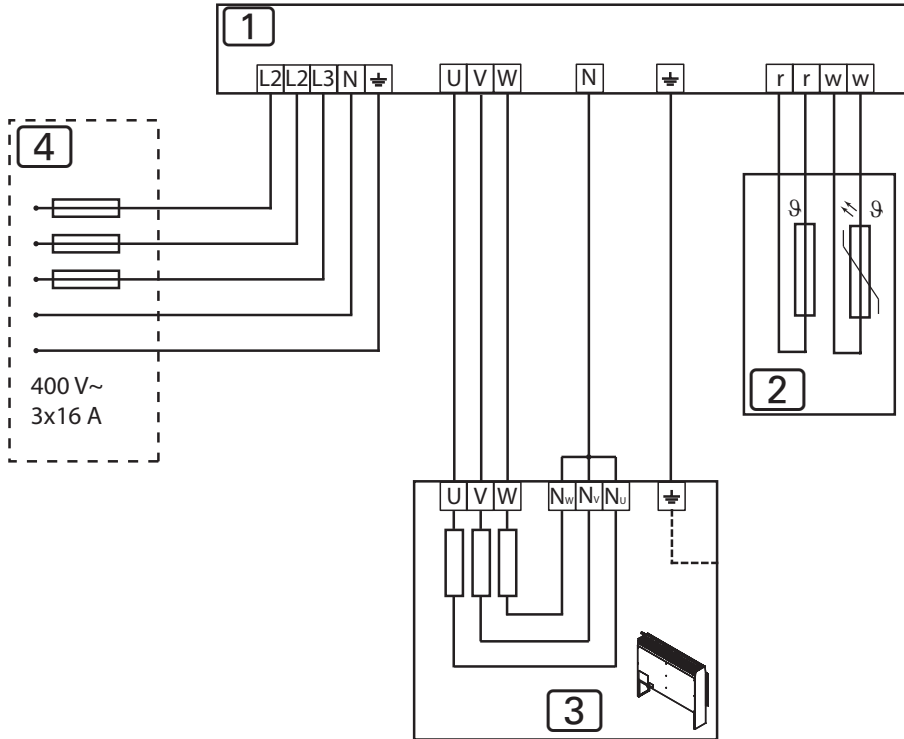 1
L2 L2 L3 N ⏚ U V W N ⏚ r r w w
4
ϑ ϑ
400 V~
3x16 A
2
U V W Nw Nv Nu ⏚
3